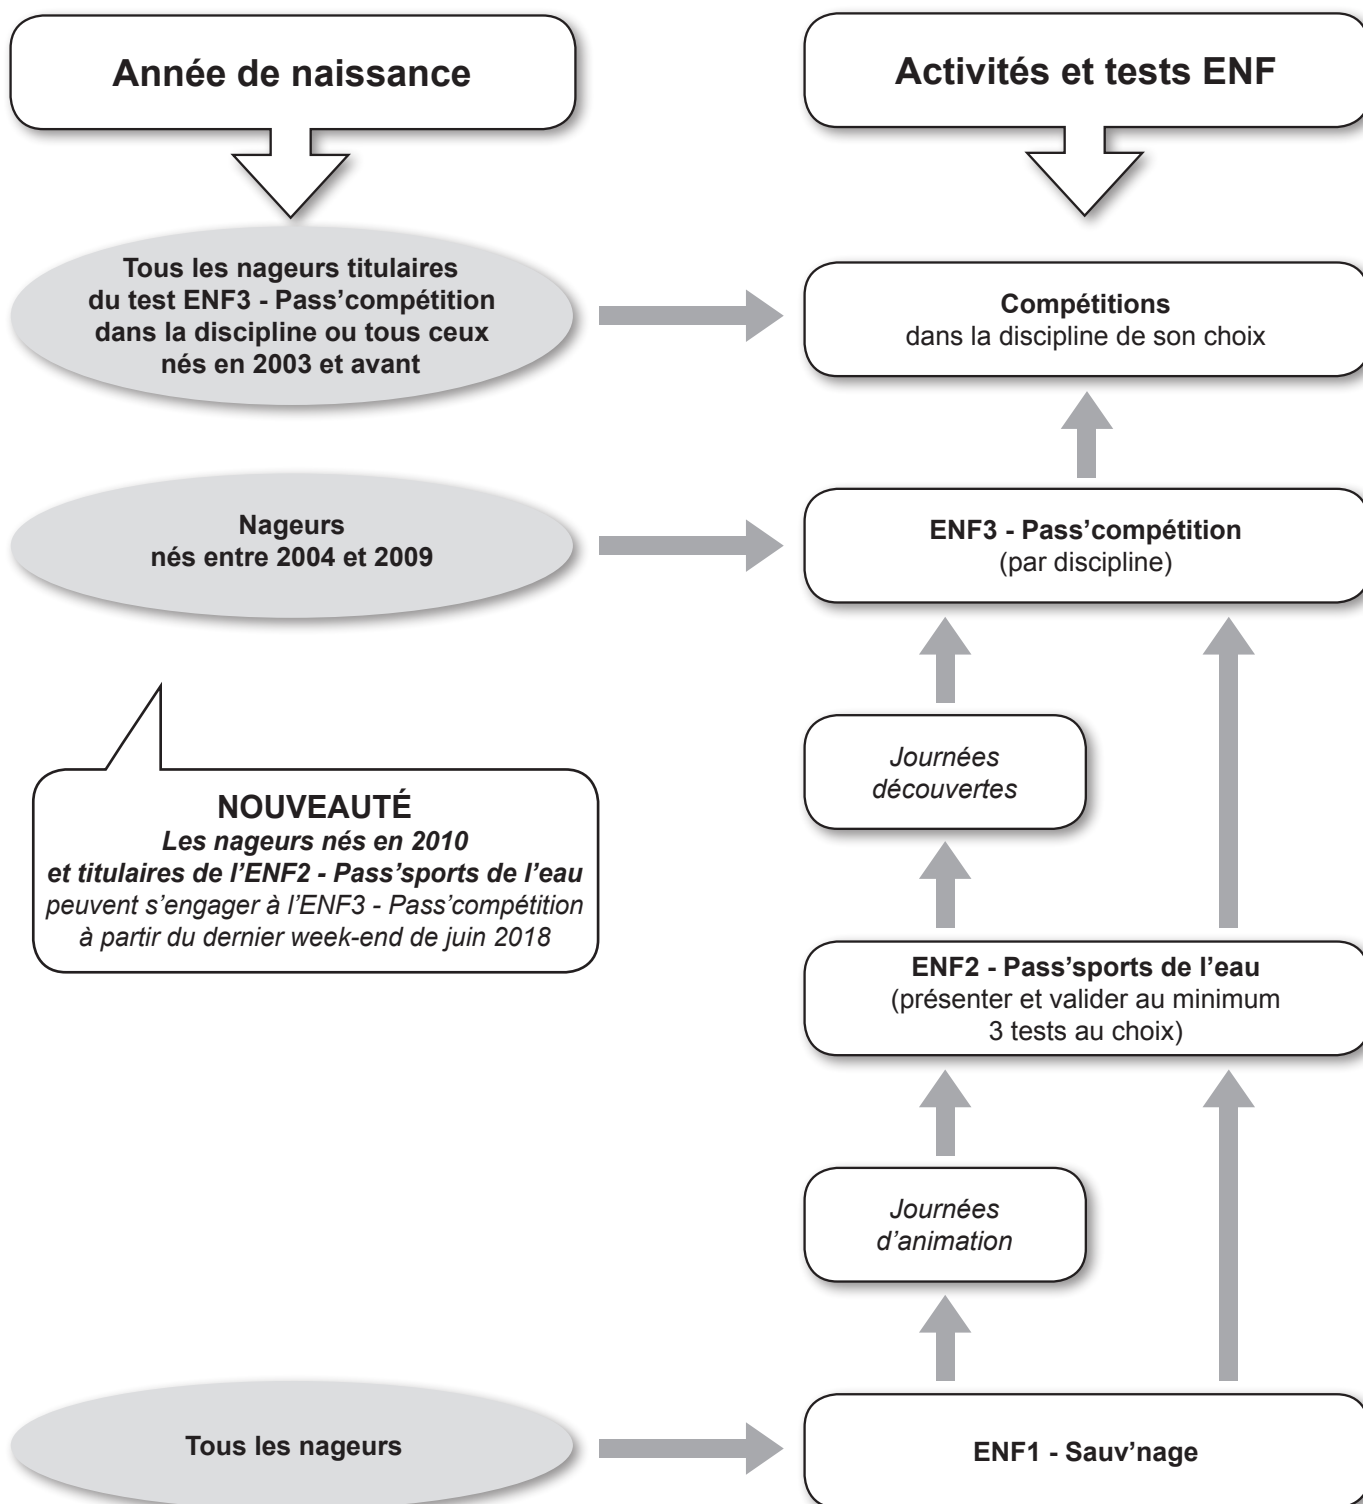 Année de naissance
Activités et tests ENF
Tous les nageurs titulaires
du test ENF3 - Pass’compétition
dans la discipline ou tous ceux
nés en 2003 et avant
Compétitions
dans la discipline de son choix
Nageurs
nés entre 2004 et 2009
ENF3 - Pass’compétition
(par discipline)
Journées
découvertes
NOUVEAUTÉ
Les nageurs nés en 2010
et titulaires de l’ENF2 - Pass’sports de l’eau
peuvent s’engager à l’ENF3 - Pass’compétition
à partir du dernier week-end de juin 2018
ENF2 - Pass’sports de l’eau
(présenter et valider au minimum
3 tests au choix)
Journées
d’animation
Tous les nageurs
ENF1 - Sauv’nage